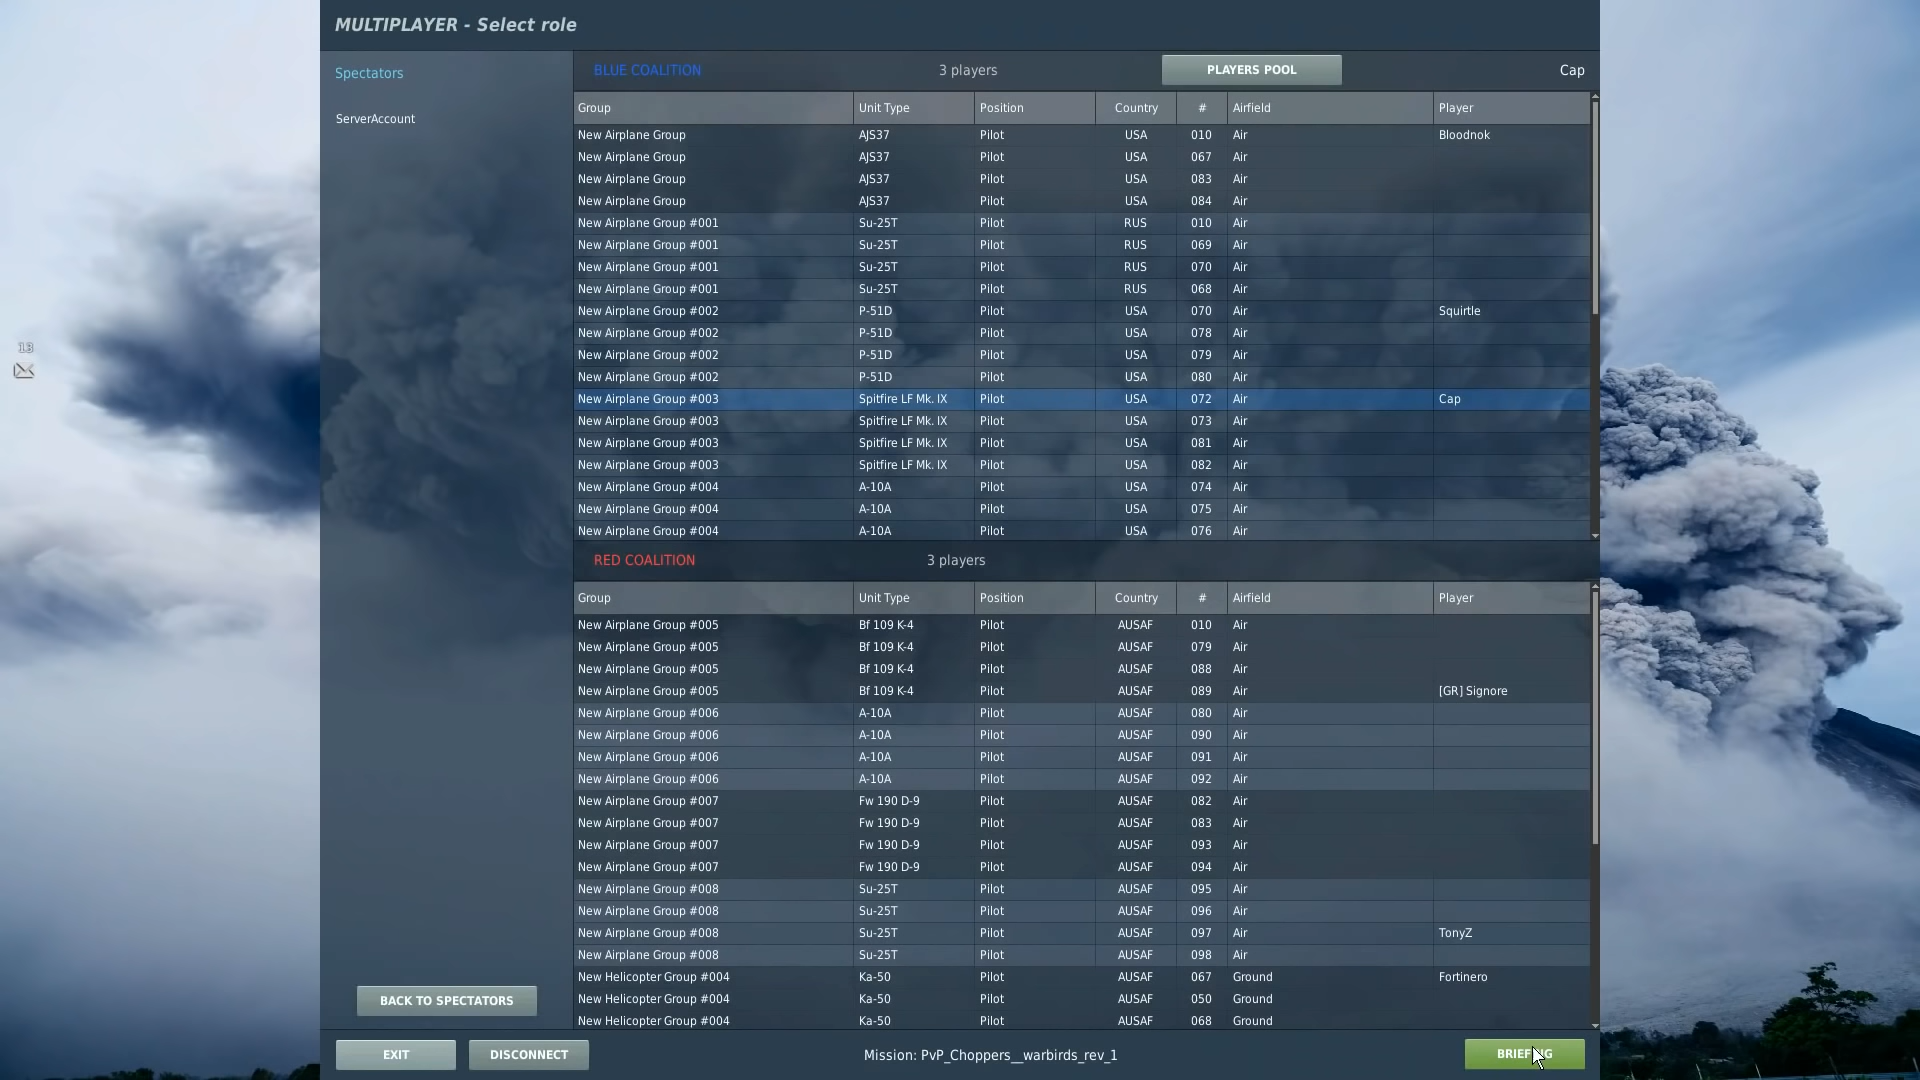 MULTIPLAYER - Select role
Spectators
ServerAccount
BLUE COALITION 3 players PLAYERS POOL Cap
Group Unit Type Position Country # Airfield Player
New Airplane Group AJS37 Pilot USA 010 Air Bloodnok
New Airplane Group AJS37 Pilot USA 067 Air
New Airplane Group AJS37 Pilot USA 083 Air
New Airplane Group AJS37 Pilot USA 084 Air
New Airplane Group #001 Su-25T Pilot RUS 010 Air
New Airplane Group #001 Su-25T Pilot RUS 069 Air
New Airplane Group #001 Su-25T Pilot RUS 070 Air
New Airplane Group #001 Su-25T Pilot RUS 068 Air
New Airplane Group #002 P-51D Pilot USA 070 Air Squirtle
New Airplane Group #002 P-51D Pilot USA 078 Air
New Airplane Group #002 P-51D Pilot USA 079 Air
New Airplane Group #002 P-51D Pilot USA 080 Air
New Airplane Group #003 Spitfire LF Mk. IX Pilot USA 072 Air Cap
New Airplane Group #003 Spitfire LF Mk. IX Pilot USA 073 Air
New Airplane Group #003 Spitfire LF Mk. IX Pilot USA 081 Air
New Airplane Group #003 Spitfire LF Mk. IX Pilot USA 082 Air
New Airplane Group #004 A-10A Pilot USA 074 Air
New Airplane Group #004 A-10A Pilot USA 075 Air
New Airplane Group #004 A-10A Pilot USA 076 Air
RED COALITION 3 players
Group Unit Type Position Country # Airfield Player
New Airplane Group #005 Bf 109 K-4 Pilot AUSAF 010 Air
New Airplane Group #005 Bf 109 K-4 Pilot AUSAF 079 Air
New Airplane Group #005 Bf 109 K-4 Pilot AUSAF 088 Air
New Airplane Group #005 Bf 109 K-4 Pilot AUSAF 089 Air [GR] Signore
New Airplane Group #006 A-10A Pilot AUSAF 080 Air
New Airplane Group #006 A-10A Pilot AUSAF 090 Air
New Airplane Group #006 A-10A Pilot AUSAF 091 Air
New Airplane Group #006 A-10A Pilot AUSAF 092 Air
New Airplane Group #007 Fw 190 D-9 Pilot AUSAF 082 Air
New Airplane Group #007 Fw 190 D-9 Pilot AUSAF 083 Air
New Airplane Group #007 Fw 190 D-9 Pilot AUSAF 093 Air
New Airplane Group #007 Fw 190 D-9 Pilot AUSAF 094 Air
New Airplane Group #008 Su-25T Pilot AUSAF 095 Air
New Airplane Group #008 Su-25T Pilot AUSAF 096 Air
New Airplane Group #008 Su-25T Pilot AUSAF 097 Air TonyZ
New Airplane Group #008 Su-25T Pilot AUSAF 098 Air
New Helicopter Group #004 Ka-50 Pilot AUSAF 067 Ground Fortinero
New Helicopter Group #004 Ka-50 Pilot AUSAF 050 Ground
New Helicopter Group #004 Ka-50 Pilot AUSAF 068 Ground
BACK TO SPECTATORS
EXIT DISCONNECT Mission: PvP_Choppers__warbirds_rev_1 BRIEFING
13